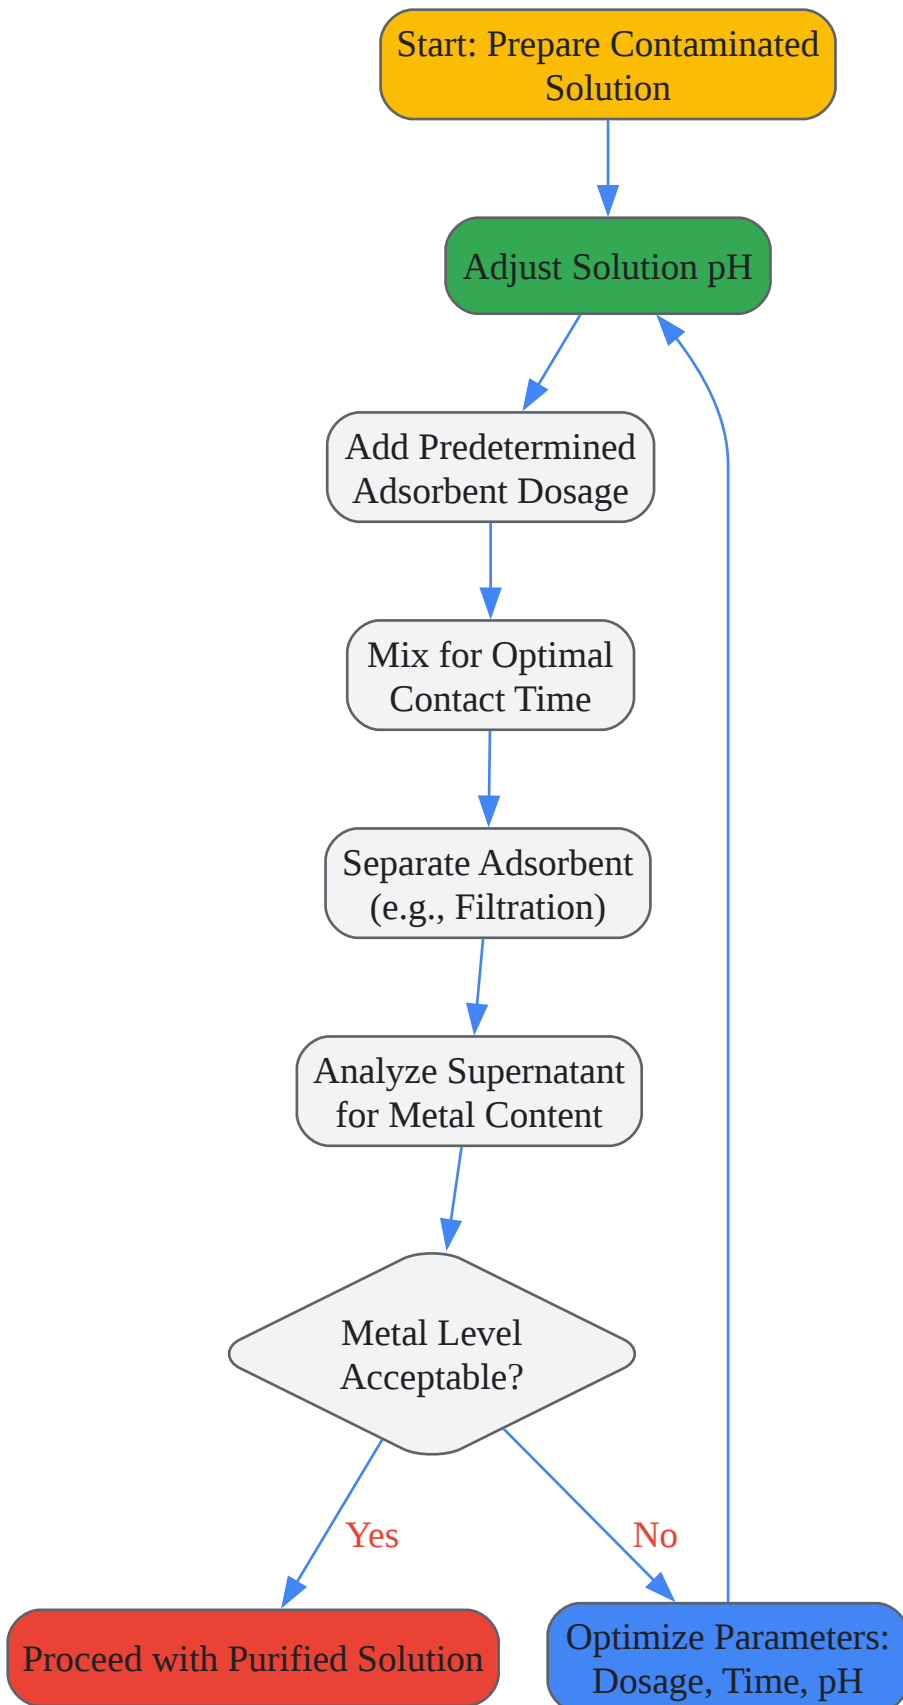 Start: Prepare Contaminated
Solution
Adjust Solution pH
Add Predetermined
Adsorbent Dosage
Mix for Optimal
Contact Time
Separate Adsorbent
(e.g., Filtration)
Analyze Supernatant
for Metal Content
Metal Level
Acceptable?
Yes
No
Proceed with Purified Solution
Optimize Parameters:
Dosage, Time, pH